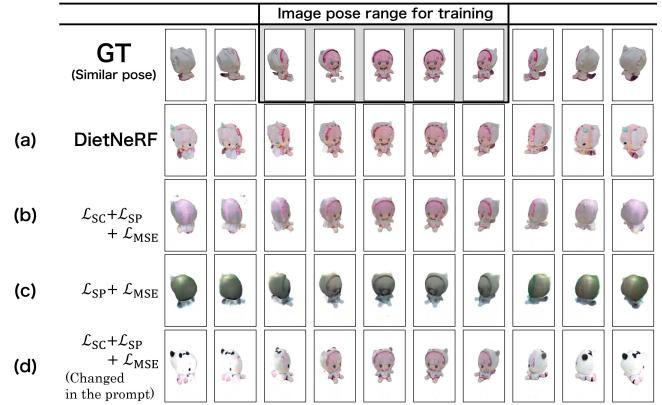 Image pose range for training
GT
(Similar pose)
(a) DietNeRF
(b) ℒSC+ℒSP
+ ℒMSE
(c) ℒSP+ ℒMSE
ℒSC+ℒSP
(d) + ℒMSE
(Changed
in the prompt)